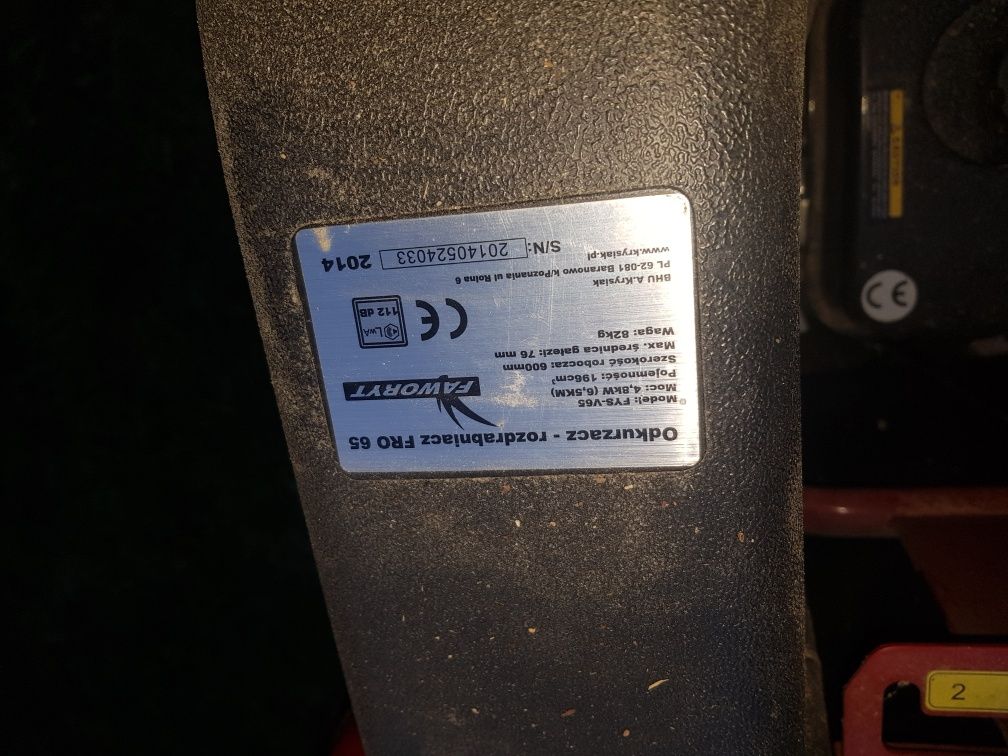 Odkurzacz - rozdrabniacz FRO 65
Model: FYS-V65
Moc: 4,8kW (6,5KM)
Pojemność: 196cm³
Szerokość robocza: 600mm
Max. średnica gałezi: 76 mm
Waga: 82kg
FAWORYT
CE
LwA
112 dB
BHU A.Krysiak
PL 62-081 Baranowo k/Poznania ul Rolna 6
www.krysiak.pl
S/N: 20140524033 2014
CE
2